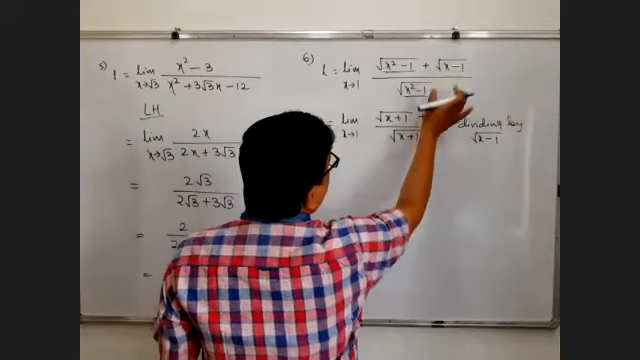 5) l = lim x→√3 x² − 3 / x² + 3√3x − 12
LH
= lim x→√3 2x / 2x + 3√3
= 2√3 / 2√3 + 3√3
= 2 / 2
=
6) l = lim x→1 √x² − 1 + √x − 1 / √x² − 1
= lim x→1 √x + 1 / √x + 1 dividing by √x − 1